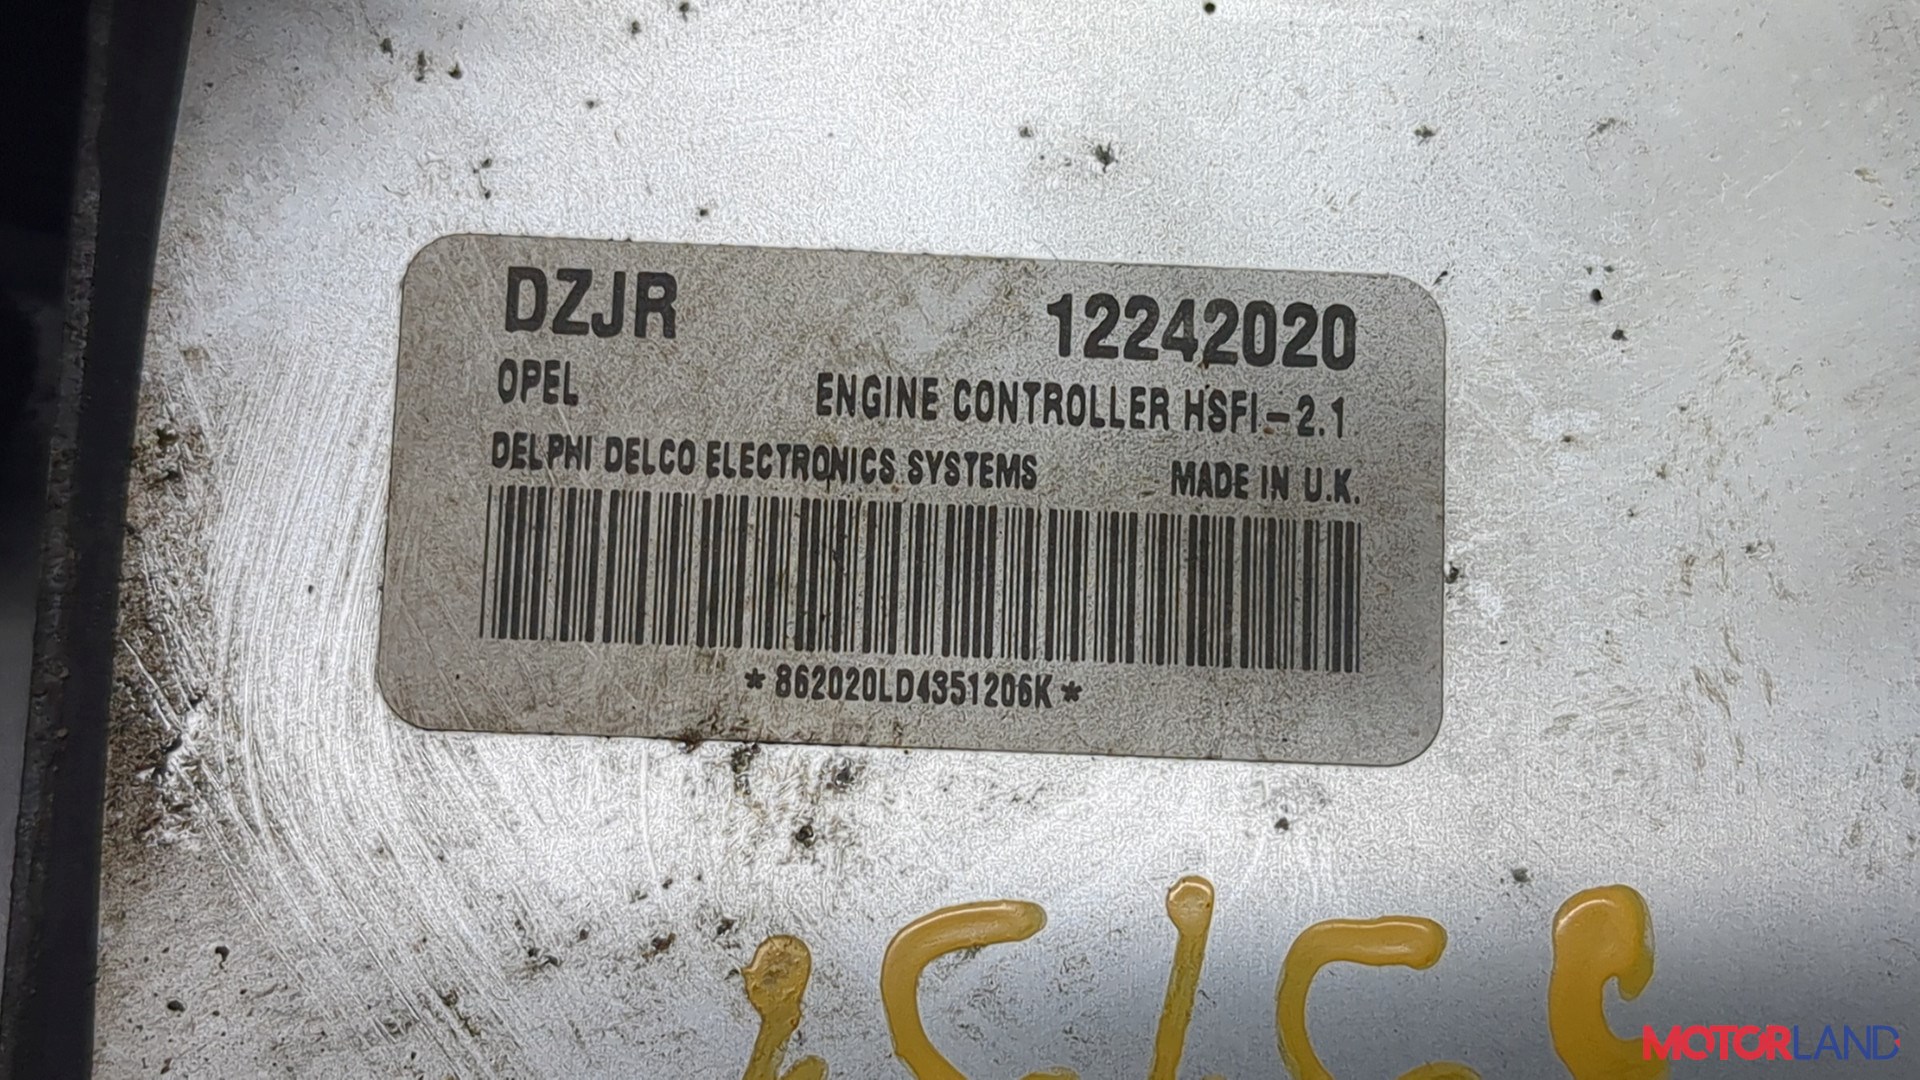 DZJR 12242020
OPEL ENGINE CONTROLLER HSFI-2.1
DELPHI DELCO ELECTRONICS SYSTEMS MADE IN U.K.
*862020LD4351206K*
MOTORLAND